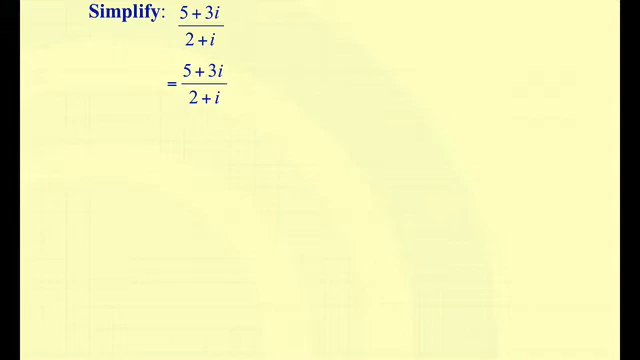 Simplify: (5 + 3i)/(2 + i)
= (5 + 3i)/(2 + i)